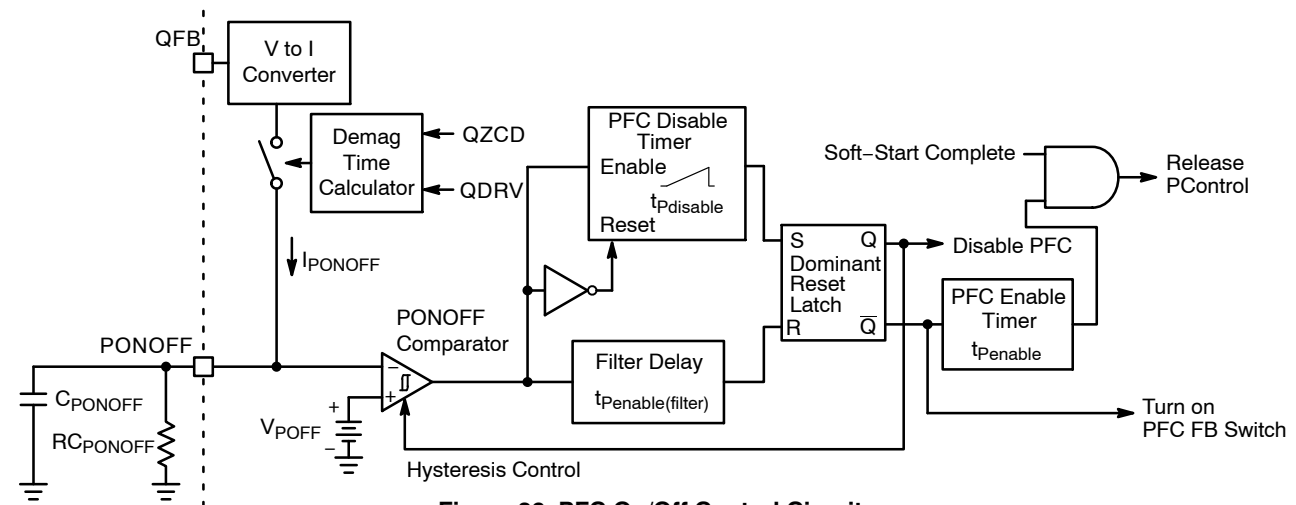 QFB
V to I
Converter
Demag
Time
Calculator
QZCD
QDRV
IPONOFF
PFC Disable
Timer
Enable
tPdisable
Reset
Soft−Start Complete
Release
PControl
S
Q
Dominant
Reset
Latch
R
Q
Disable PFC
PFC Enable
Timer
tPenable
PONOFF
PONOFF
Comparator
−
+
Filter Delay
tPenable(filter)
CPONOFF
RCPONOFF
VPOFF
+
−
Hysteresis Control
Turn on
PFC FB Switch